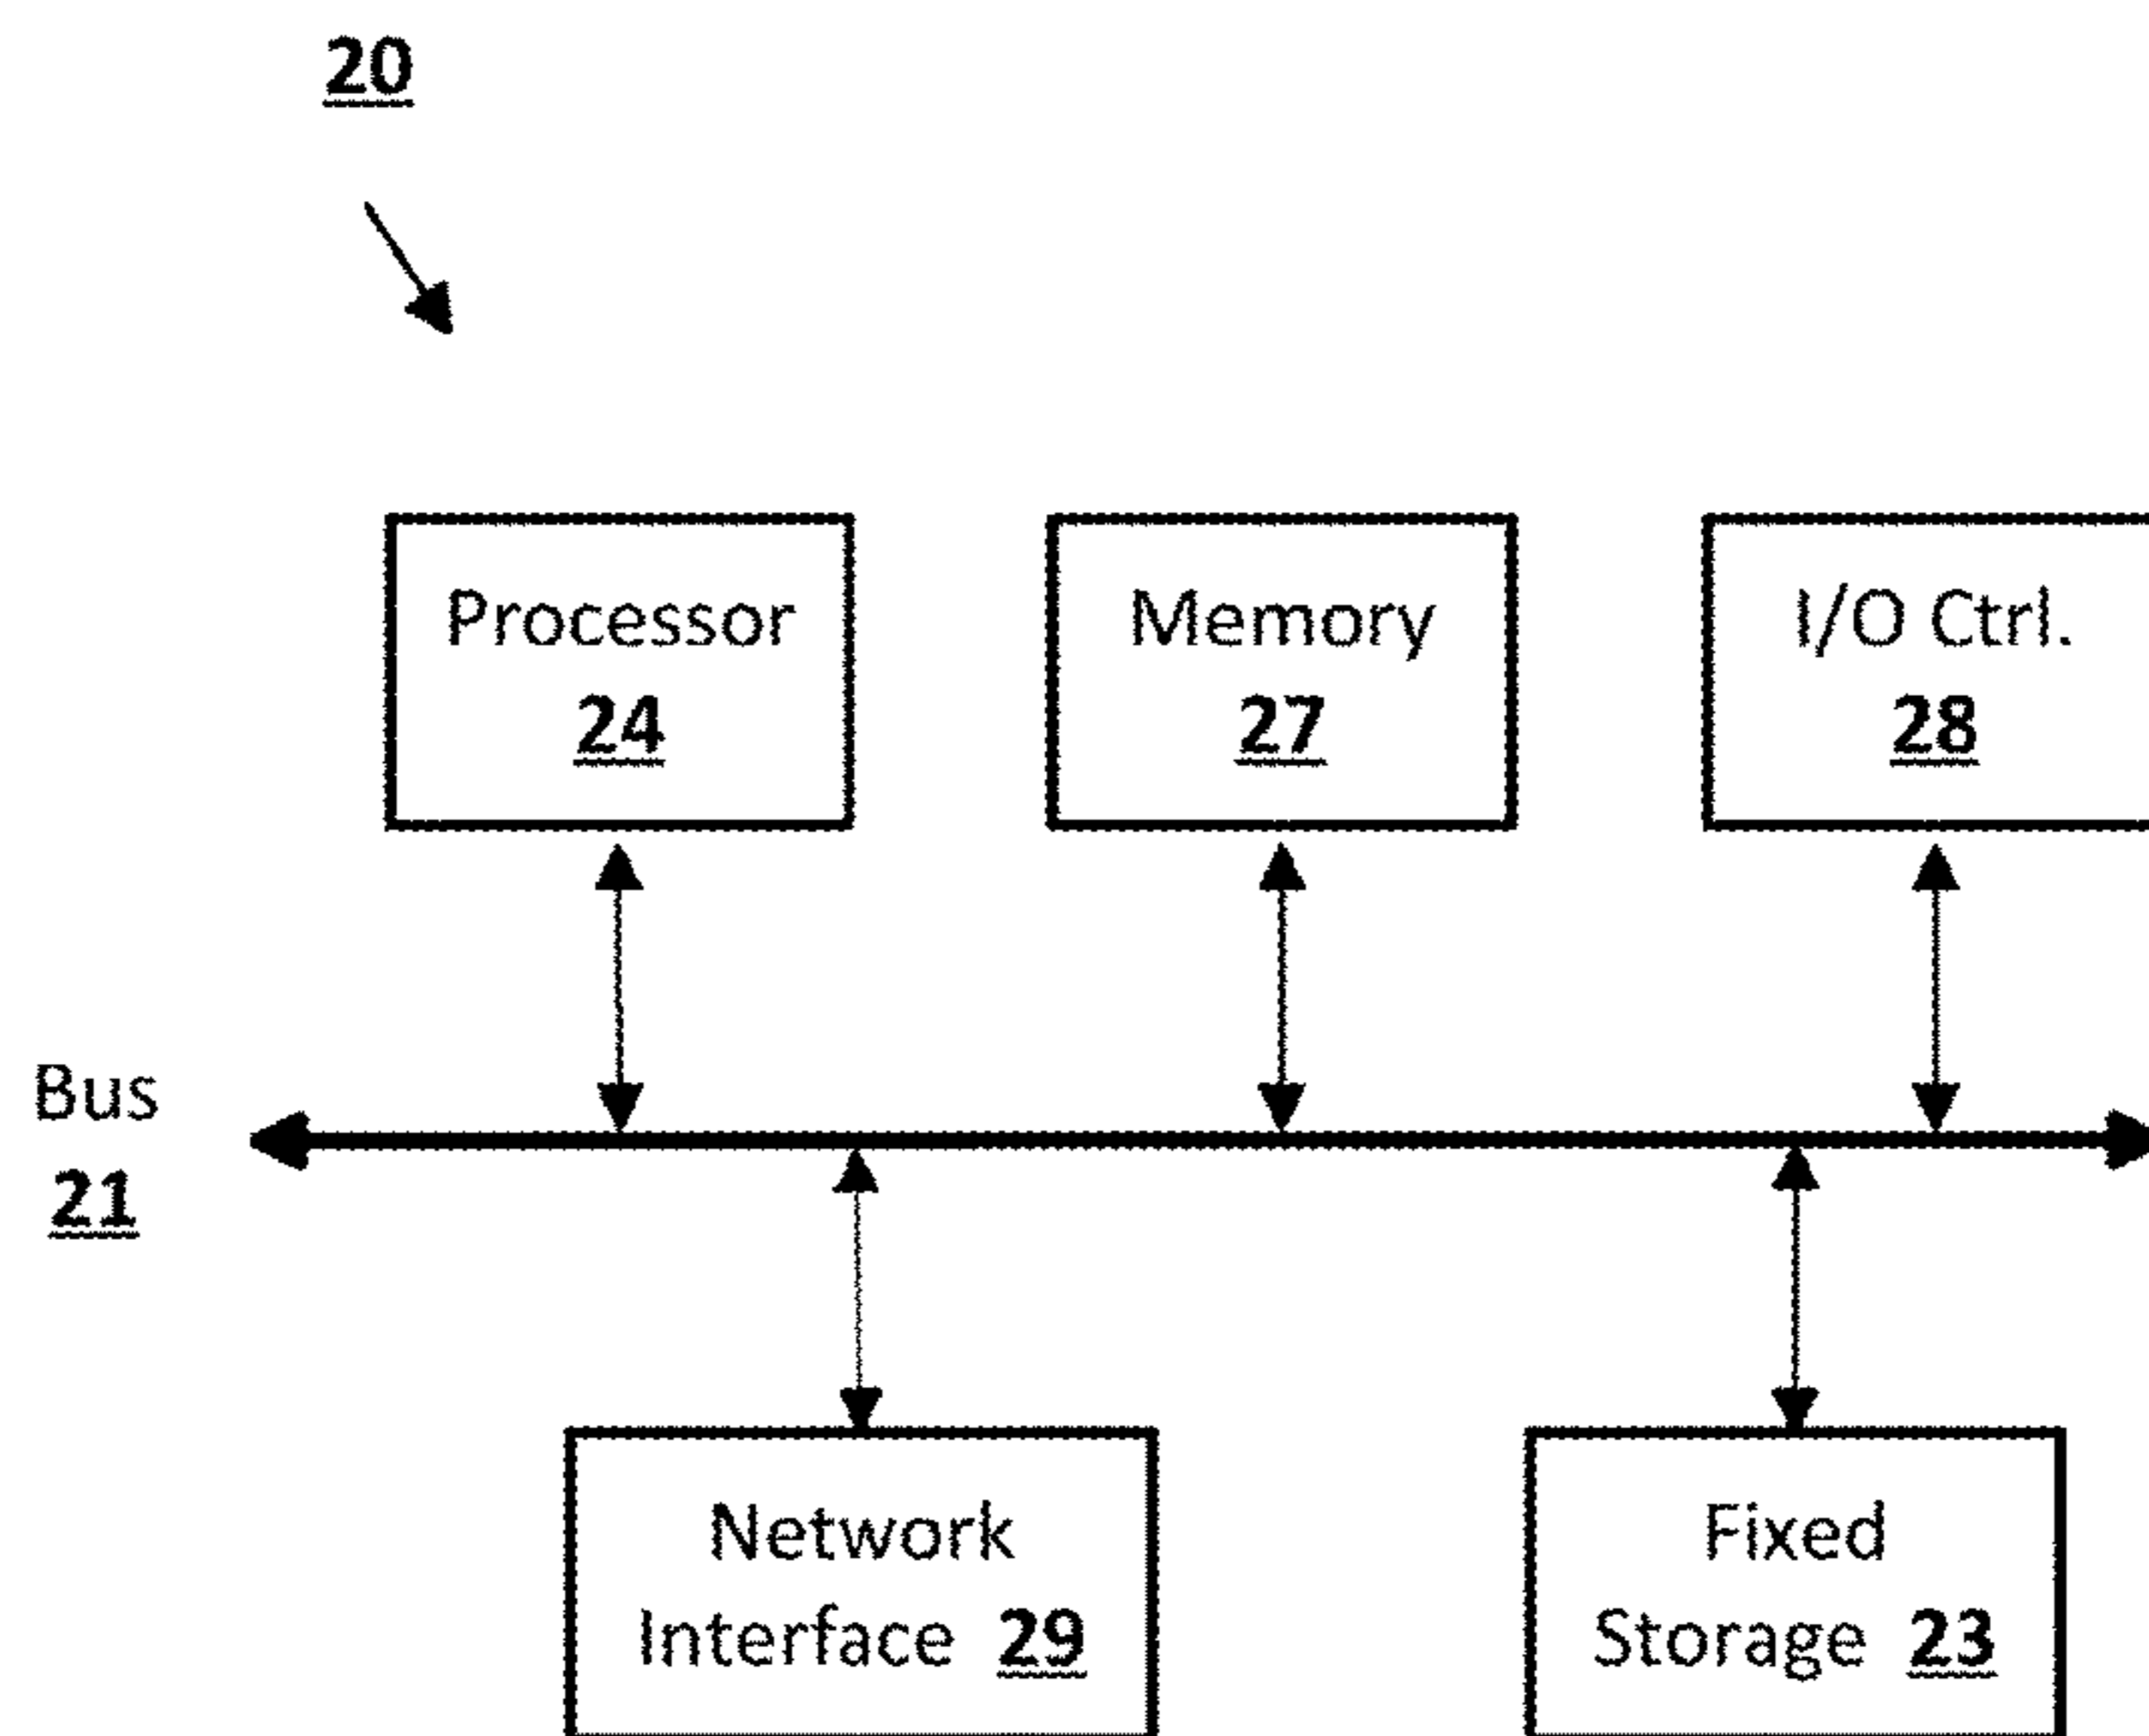 20
Processor
24
Memory
27
I/O Ctrl.
28
Bus
21
Network
Interface 29
Fixed
Storage 23